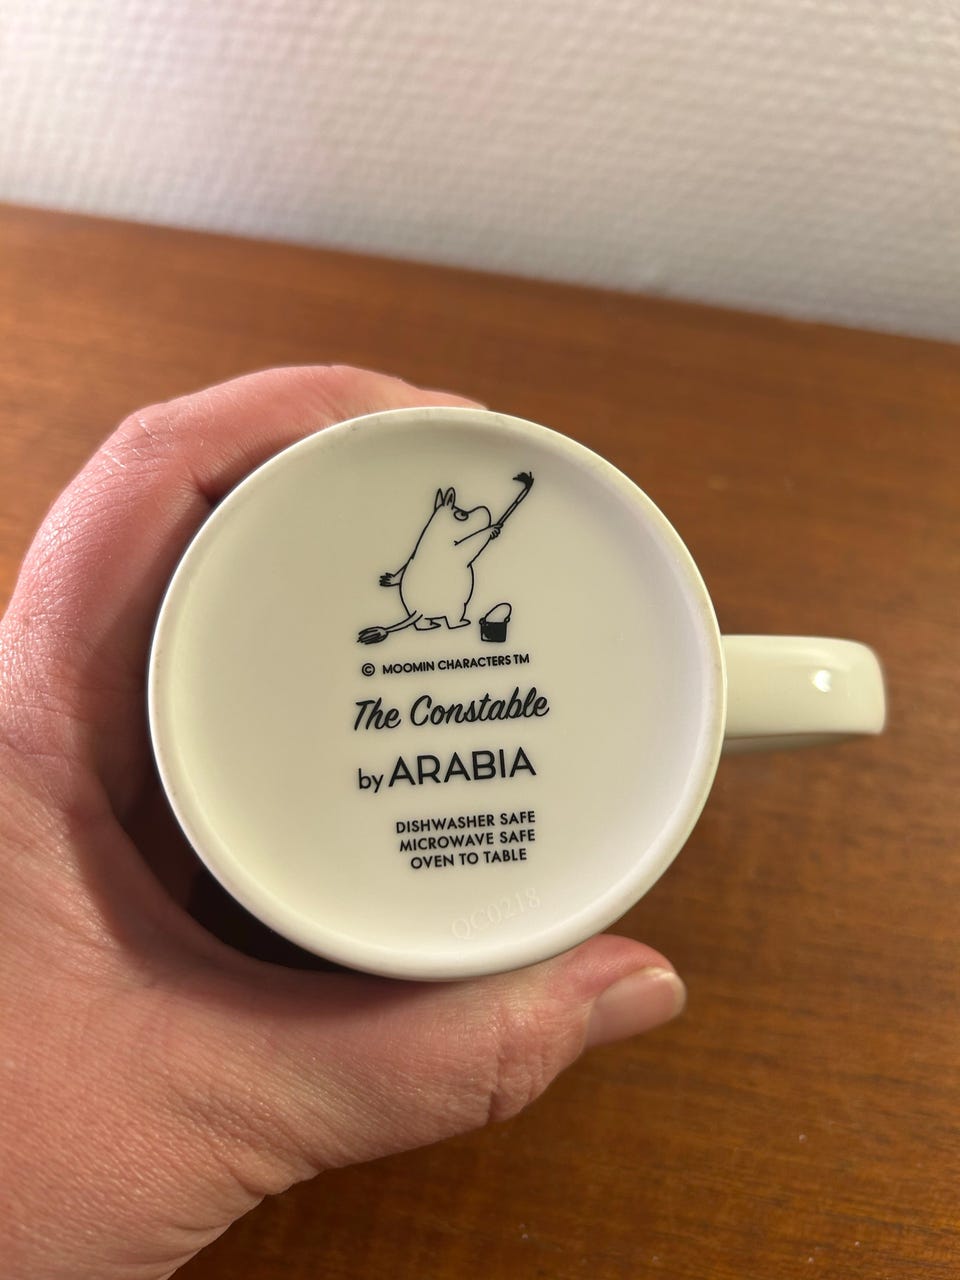 © MOOMIN CHARACTERS TM
The Constable
by ARABIA
DISHWASHER SAFE
MICROWAVE SAFE
OVEN TO TABLE
QC0218